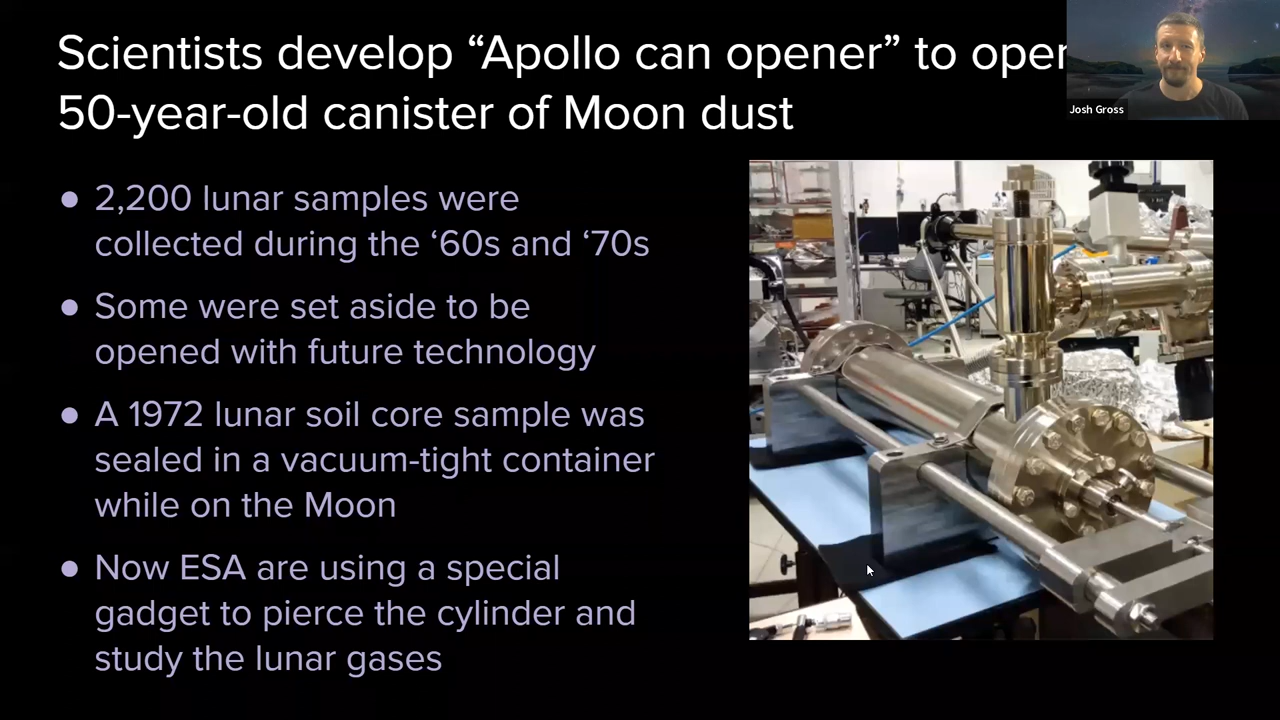 Scientists develop “Apollo can opener” to open
50-year-old canister of Moon dust
Josh Gross
● 2,200 lunar samples were
collected during the ‘60s and ‘70s
● Some were set aside to be
opened with future technology
● A 1972 lunar soil core sample was
sealed in a vacuum-tight container
while on the Moon
● Now ESA are using a special
gadget to pierce the cylinder and
study the lunar gases